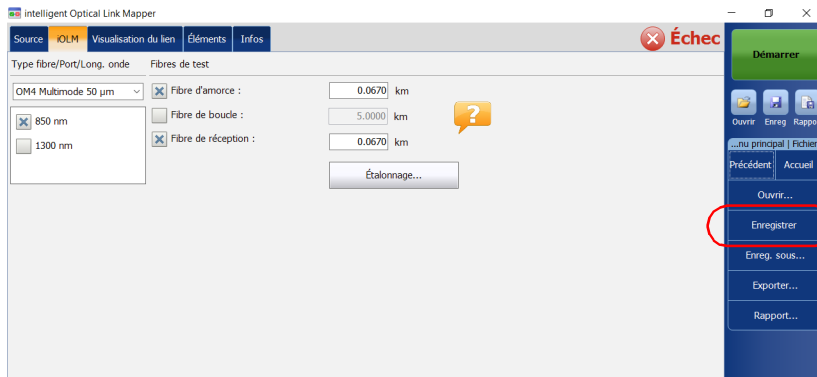 intelligent Optical Link Mapper
Source iOLM Visualisation du lien Éléments Infos
Échec
Démarrer
Type fibre/Port/Long. onde Fibres de test
OM4 Multimode 50 µm
Fibre d'amorce : 0.0670 km
Fibre de boucle : 5.0000 km
850 nm
Fibre de réception : 0.0670 km
1300 nm
Étalonnage...
?
Ouvrir Enreg Rappo
...nu principal | Fichier
Précédent Accueil
Ouvrir...
Enregistrer
Enreg. sous...
Exporter...
Rapport...